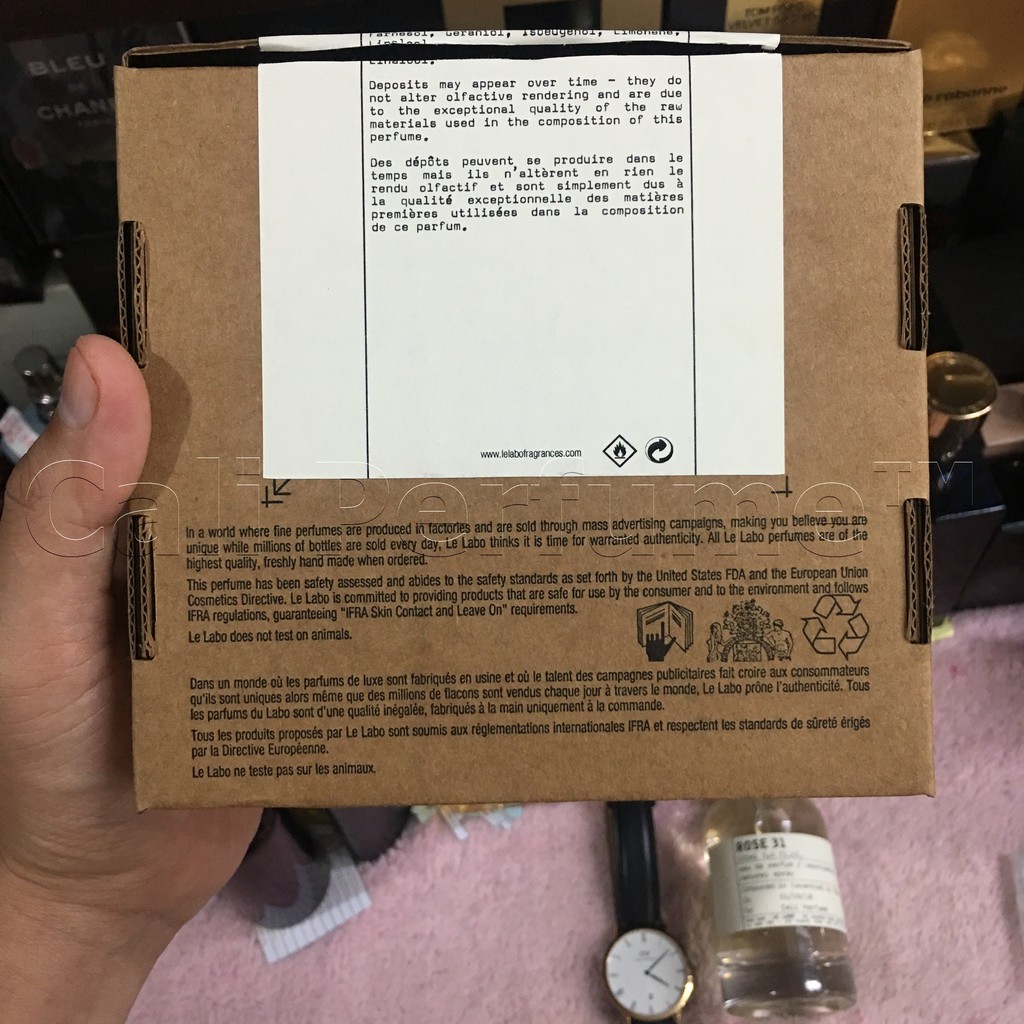 TOM FORD
BLEU
DE
CHANEL
rabanne
Farnesol, Geraniol, Isoeugenol, Limonene,
Linalool.
Deposits may appear over time - they do
not alter olfactive rendering and are due
to the exceptional quality of the raw
materials used in the composition of this
perfume.
Des dépôts peuvent se produire dans le
temps mais ils n'altèrent en rien le
rendu olfactif et sont simplement dus à
la qualité exceptionnelle des matières
premières utilisées dans la composition
de ce parfum.
www.lelabofragrances.com
Cali Perfume™
In a world where fine perfumes are produced in factories and are sold through mass advertising campaigns, making you believe you are
unique while millions of bottles are sold every day, Le Labo thinks it is time for warranted authenticity. All Le Labo perfumes are of the
highest quality, freshly hand made when ordered.
This perfume has been safety assessed and abides to the safety standards as set forth by the United States FDA and the European Union
Cosmetics Directive. Le Labo is committed to providing products that are safe for use by the consumer and to the environment and follows
IFRA regulations, guaranteeing "IFRA Skin Contact and Leave On" requirements.
Le Labo does not test on animals.
Dans un monde où les parfums de luxe sont fabriqués en usine et où le talent des campagnes publicitaires fait croire aux consommateurs
qu'ils sont uniques alors même que des millions de flacons sont vendus chaque jour à travers le monde, Le Labo prône l'authenticité. Tous
les parfums du Labo sont d'une qualité inégalée, fabriqués à la main uniquement à la commande.
Tous les produits proposés par Le Labo sont soumis aux réglementations internationales IFRA et respectent les standards de sûreté érigés
par la Directive Européenne.
Le Labo ne teste pas sur les animaux.
ROSE 31